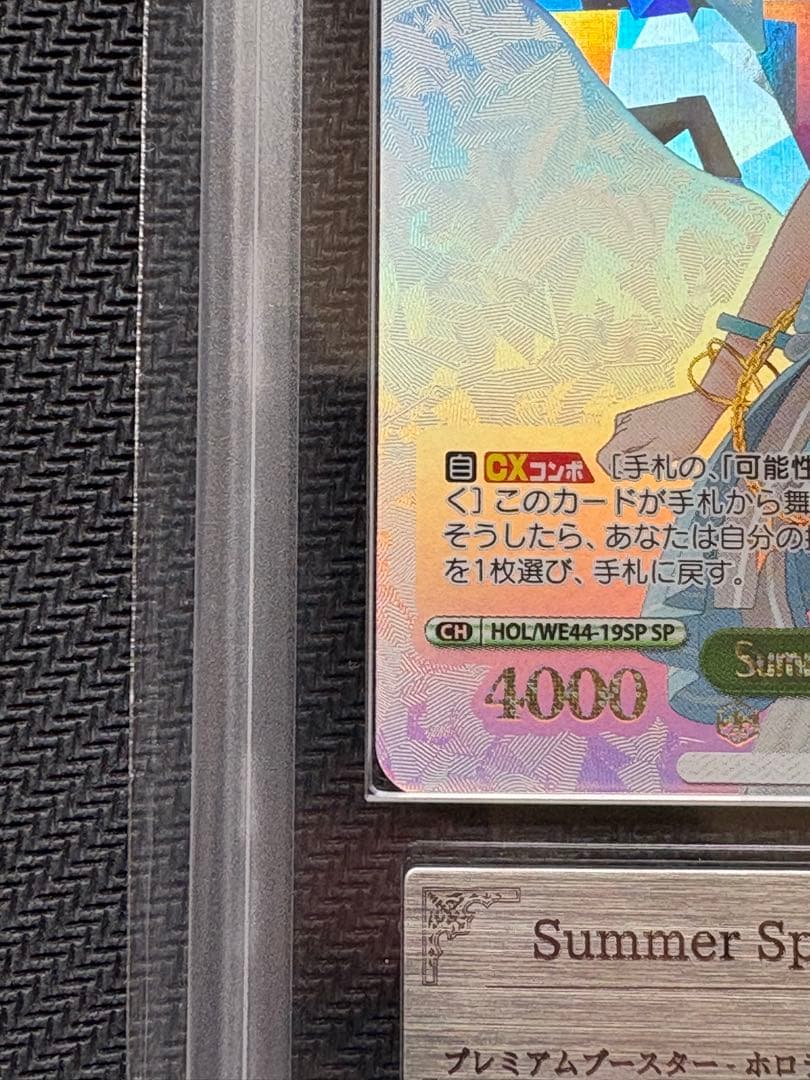 自 CXコンボ ［手札の、「可能性
く］このカードが手札から舞
そうしたら、あなたは自分の
を1枚選び、手札に戻す。
CH HOL/WE44-19SP SP
Summ
4000
Summer Sp
プレミアムブースター - ホロ